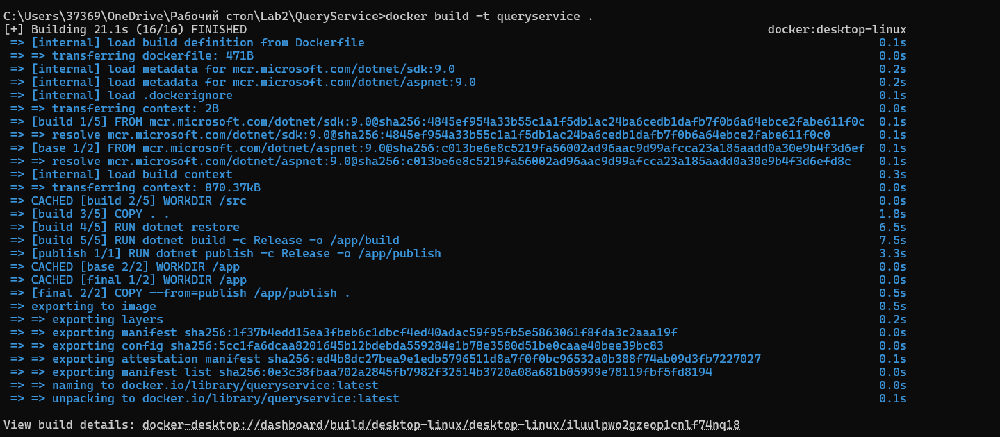 C:\Users\37369\OneDrive\Рабочий стол\Lab2\QueryService>docker build -t queryservice .
[+] Building 21.1s (16/16) FINISHED docker:desktop-linux
=> [internal] load build definition from Dockerfile 0.1s
=> => transferring dockerfile: 471B 0.0s
=> [internal] load metadata for mcr.microsoft.com/dotnet/sdk:9.0 0.2s
=> [internal] load metadata for mcr.microsoft.com/dotnet/aspnet:9.0 0.2s
=> [internal] load .dockerignore 0.1s
=> => transferring context: 2B 0.0s
=> [build 1/5] FROM mcr.microsoft.com/dotnet/sdk:9.0@sha256:4845ef954a33b55c1a1f5db1ac24ba6cedb1dafb7f0b6a64ebce2fabe611f0c 0.1s
=> => resolve mcr.microsoft.com/dotnet/sdk:9.0@sha256:4845ef954a33b55c1a1f5db1ac24ba6cedb1dafb7f0b6a64ebce2fabe611f0c0 0.1s
=> [base 1/2] FROM mcr.microsoft.com/dotnet/aspnet:9.0@sha256:c013be6e8c5219fa56002ad96aac9d99afcca23a185aadd0a30e9b4f3d6ef 0.1s
=> => resolve mcr.microsoft.com/dotnet/aspnet:9.0@sha256:c013be6e8c5219fa56002ad96aac9d99afcca23a185aadd0a30e9b4f3d6efd8c 0.1s
=> [internal] load build context 0.3s
=> => transferring context: 870.37kB 0.0s
=> CACHED [build 2/5] WORKDIR /src 0.0s
=> [build 3/5] COPY . . 1.8s
=> [build 4/5] RUN dotnet restore 6.5s
=> [build 5/5] RUN dotnet build -c Release -o /app/build 7.5s
=> [publish 1/1] RUN dotnet publish -c Release -o /app/publish 3.3s
=> CACHED [base 2/2] WORKDIR /app 0.0s
=> CACHED [final 1/2] WORKDIR /app 0.0s
=> [final 2/2] COPY --from=publish /app/publish . 0.5s
=> exporting to image 0.5s
=> => exporting layers 0.2s
=> => exporting manifest sha256:1f37b4edd15ea3fbeb6c1dbcf4ed40adac59f95fb5e5863061f8fda3c2aaa19f 0.0s
=> => exporting config sha256:5cc1fa6dcaa8201645b12bdebda559284e1b78e3580d51be0caae40bee39bc83 0.0s
=> => exporting attestation manifest sha256:ed4b8dc27bea9e1edb5796511d8a7f0f0bc96532a0b388f74ab09d3fb7227027 0.1s
=> => exporting manifest list sha256:0e3c38fbaa702a2845fb7982f32514b3720a08a681b05999e78119fbf5fd8194 0.0s
=> => naming to docker.io/library/queryservice:latest 0.0s
=> => unpacking to docker.io/library/queryservice:latest 0.1s
View build details: docker-desktop://dashboard/build/desktop-linux/desktop-linux/iluulpwo2gzeop1cnlf74nq18